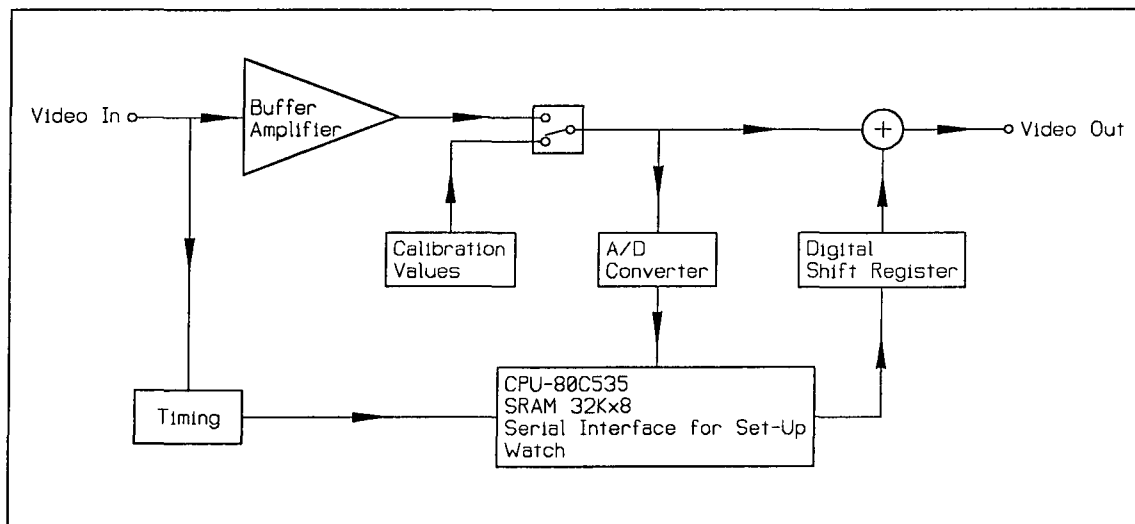 Video In
Buffer
Amplifier
Video Out
Calibration
Values
A/D
Converter
Digital
Shift Register
Timing
CPU-80C535
SRAM 32Kx8
Serial Interface for Set-Up
Watch
+